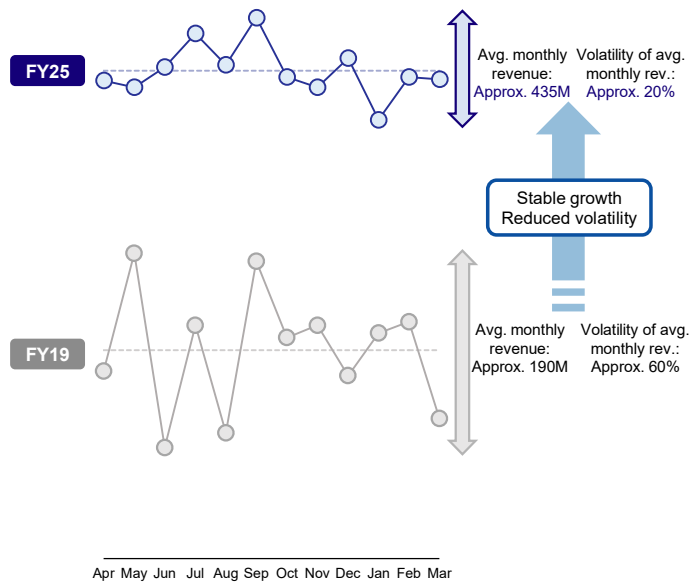 FY25
Avg. monthly
revenue:
Approx. 435M
Volatility of avg.
monthly rev.:
Approx. 20%
Stable growth
Reduced volatility
FY19
Avg. monthly
revenue:
Approx. 190M
Volatility of avg.
monthly rev.:
Approx. 60%
Apr May Jun Jul Aug Sep Oct Nov Dec Jan Feb Mar